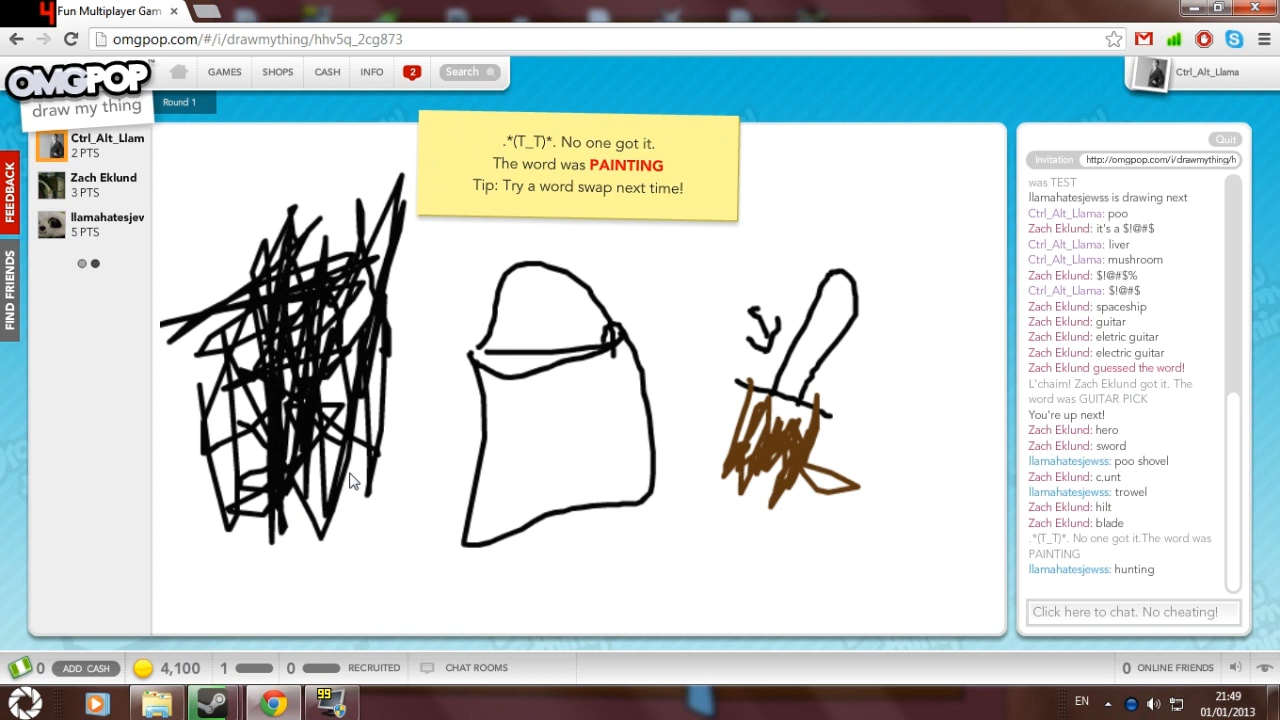 4 Fun Multiplayer Gam
omgpop.com/#/i/drawmything/hhv5q_2cg873
OMGPOP
draw my thing
GAMES
SHOPS
CASH
INFO
2
Search
Ctrl_Alt_Llama
Round 1
FEEDBACK
FIND FRIENDS
Ctrl_Alt_Llam
2 PTS
Zach Eklund
3 PTS
llamahatesjew
5 PTS
.*(T_T)*. No one got it.
The word was PAINTING
Tip: Try a word swap next time!
Quit
Invitation http://omgpop.com/i/drawmything/h
was TEST
llamahatesjewss is drawing next
Ctrl_Alt_Llama: poo
Zach Eklund: it's a $!@#$
Ctrl_Alt_Llama: liver
Ctrl_Alt_Llama: mushroom
Zach Eklund: $!@#$%
Ctrl_Alt_Llama: $!@#$
Zach Eklund: spaceship
Zach Eklund: guitar
Zach Eklund: eletric guitar
Zach Eklund: electric guitar
Zach Eklund guessed the word!
L'chaim! Zach Eklund got it. The
word was GUITAR PICK
You're up next!
Zach Eklund: hero
Zach Eklund: sword
llamahatesjewss: poo shovel
Zach Eklund: c.unt
llamahatesjewss: trowel
Zach Eklund: hilt
Zach Eklund: blade
.*(T_T)*. No one got it.The word was
PAINTING
llamahatesjewss: hunting
Click here to chat. No cheating!
0 ADD CASH
4,100
1
0 RECRUITED
CHAT ROOMS
0 ONLINE FRIENDS
99
EN
21:49
01/01/2013